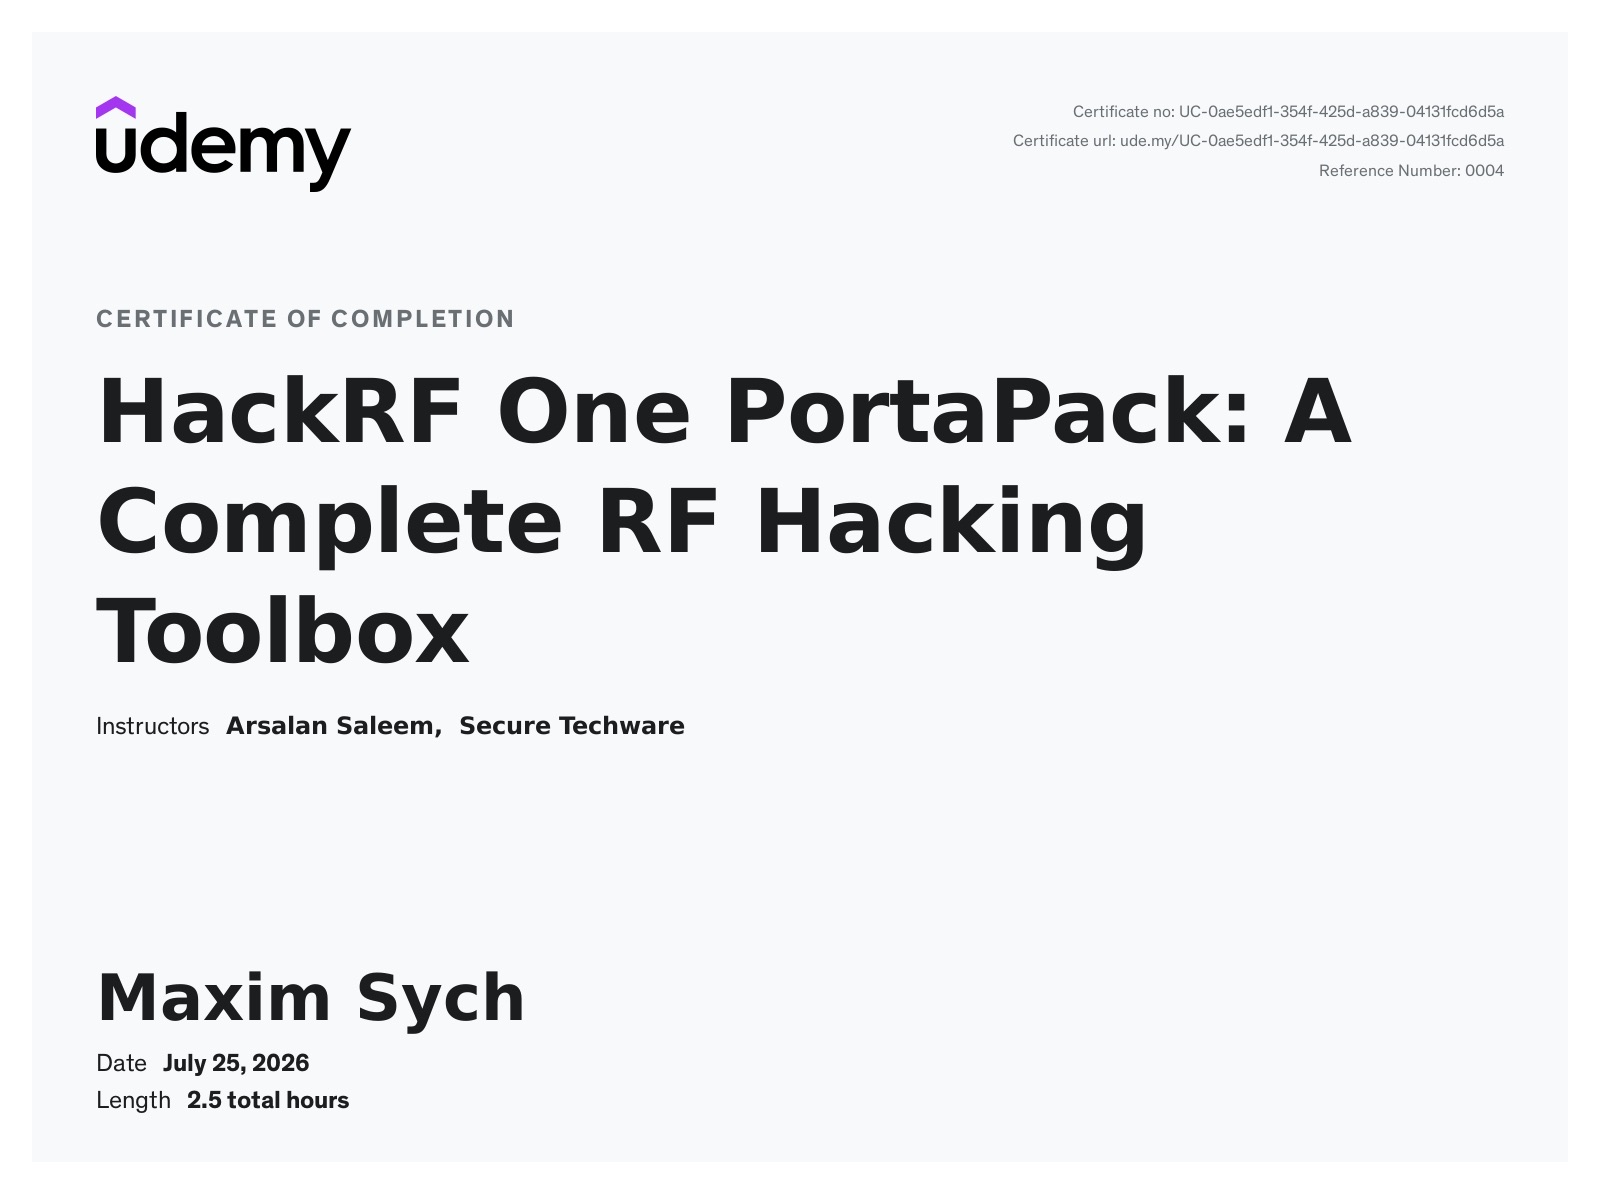 udemy
Certificate no: UC-0ae5edf1-354f-425d-a839-04131fcd6d5a
Certificate url: ude.my/UC-0ae5edf1-354f-425d-a839-04131fcd6d5a
Reference Number: 0004
CERTIFICATE OF COMPLETION
HackRF One PortaPack: A
Complete RF Hacking
Toolbox
Instructors Arsalan Saleem, Secure Techware
Maxim Sych
Date July 25, 2026
Length 2.5 total hours